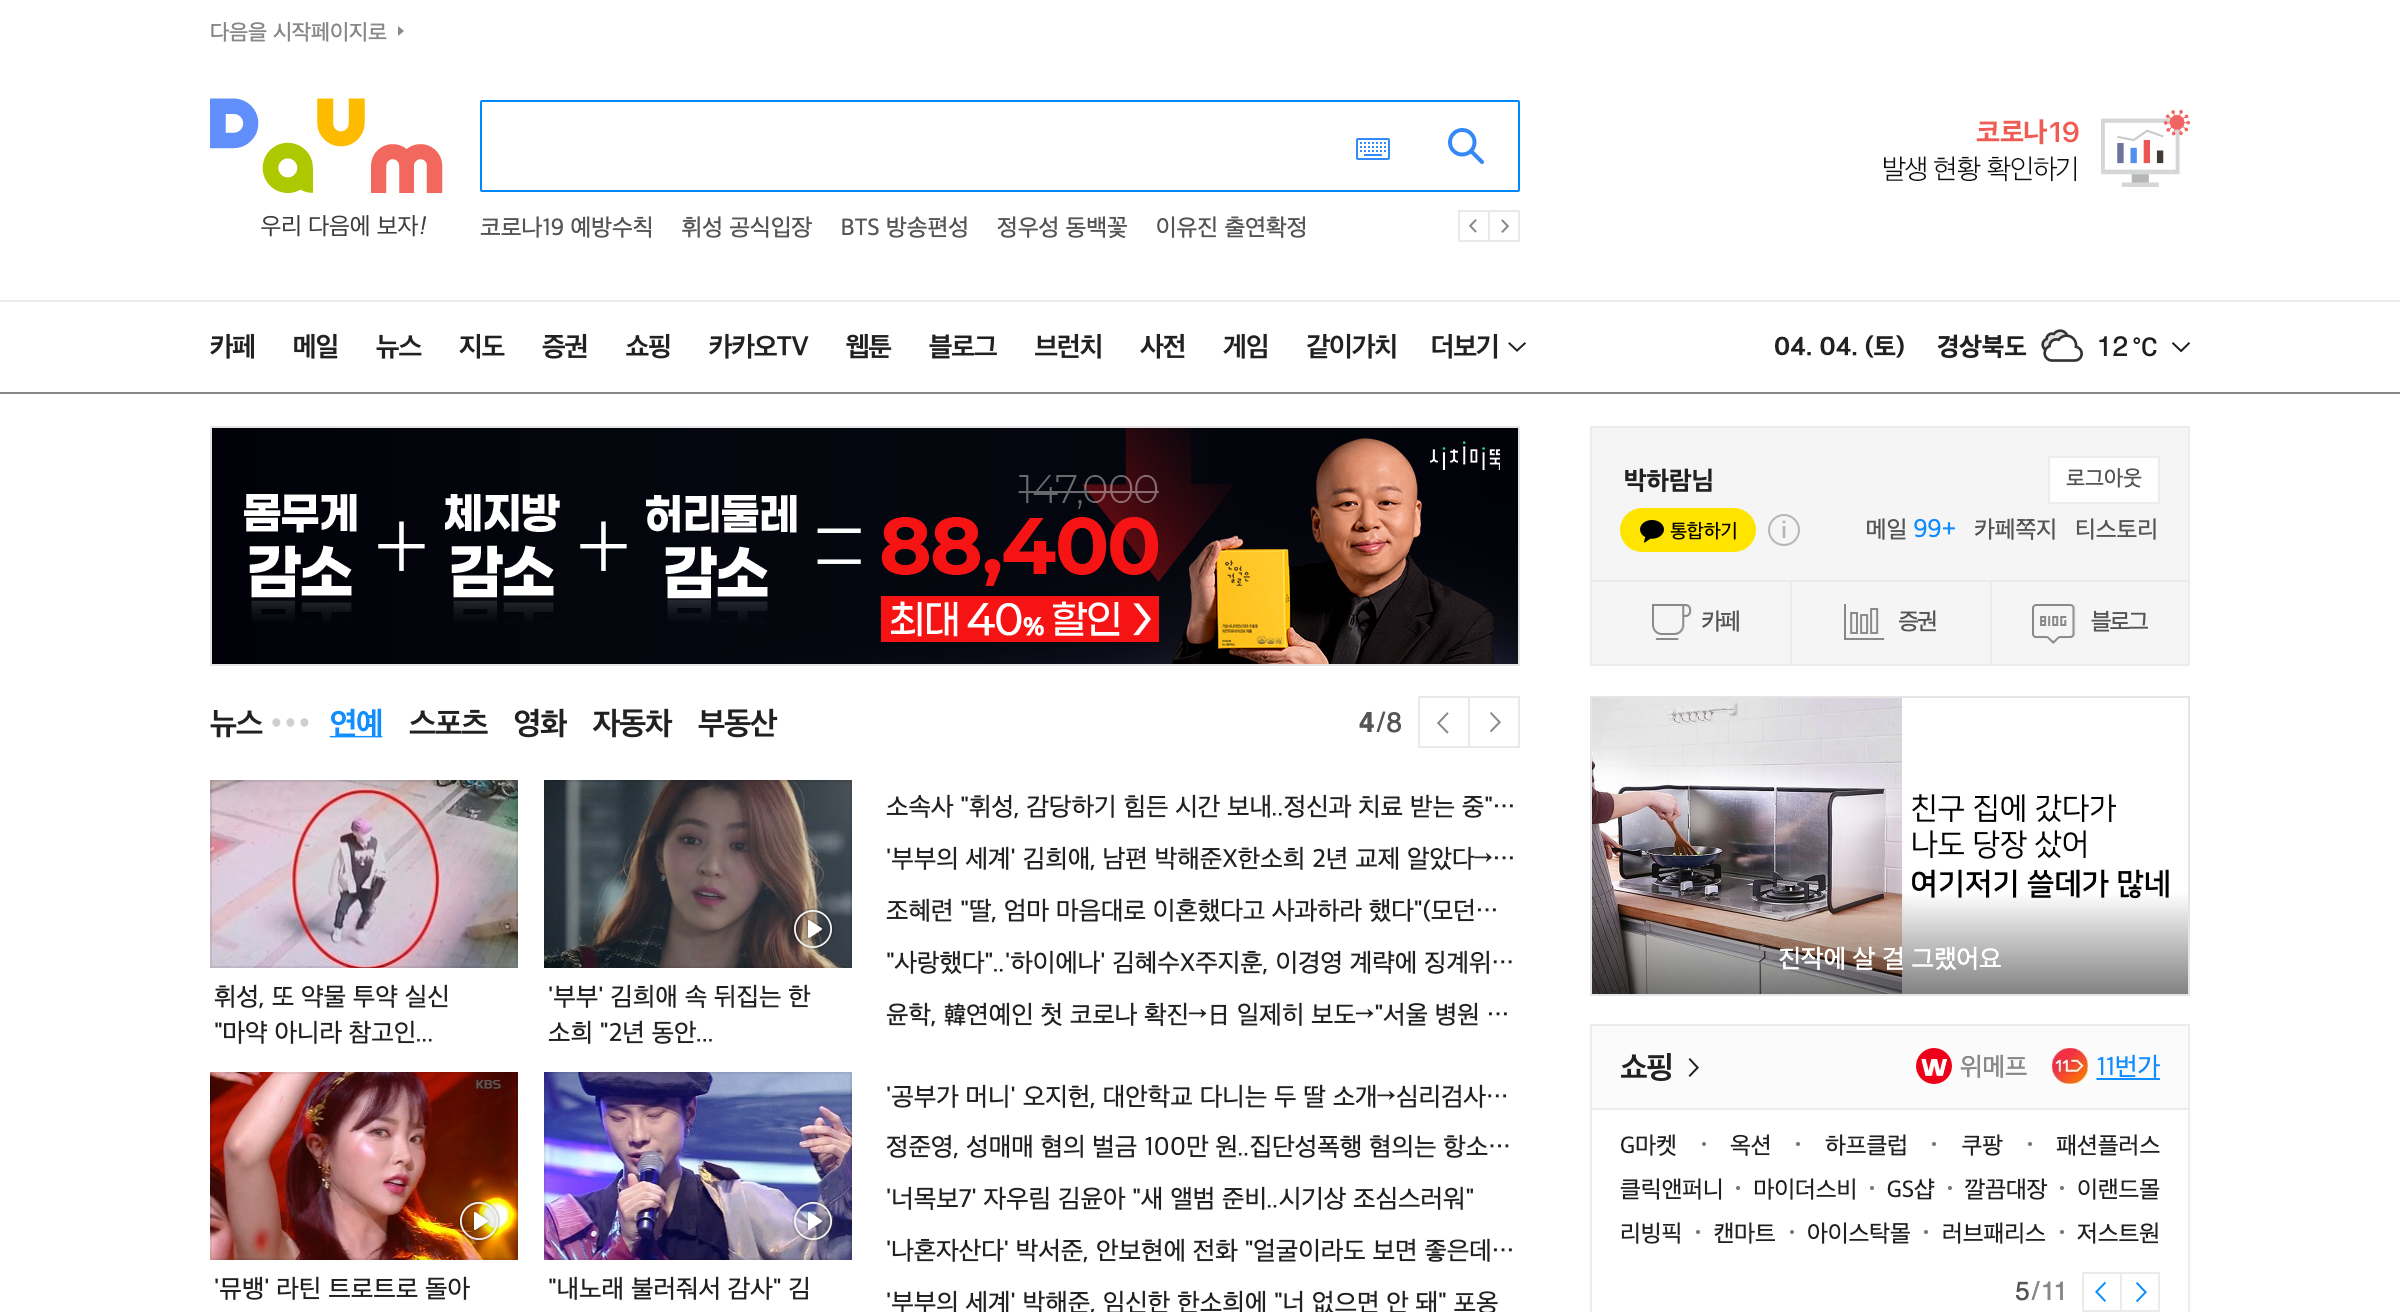 다음을 시작페이지로
Daum
우리 다음에 보자!
코로나19 예방수칙 휘성 공식입장 BTS 방송편성 정우성 동백꽃 이유진 출연확정
코로나19
발생 현황 확인하기
카페 메일 뉴스 지도 증권 쇼핑 카카오TV 웹툰 블로그 브런치 사전 게임 같이가치 더보기
04. 04. (토) 경상북도 12 °C
몸무게 감소 + 체지방 감소 + 허리둘레 감소 =
147,000
88,400
최대 40% 할인
시치미뚝
안먹은걸로
박하람님
로그아웃
통합하기
메일 99+ 카페쪽지 티스토리
카페 증권 BLOG 블로그
뉴스 연예 스포츠 영화 자동차 부동산
4/8
휘성, 또 약물 투약 실신
"마약 아니라 참고인...
'부부' 김희애 속 뒤집는 한
소희 "2년 동안...
KBS
'뮤뱅' 라틴 트로트로 돌아
"내노래 불러줘서 감사" 김
소속사 "휘성, 감당하기 힘든 시간 보내..정신과 치료 받는 중"…
'부부의 세계' 김희애, 남편 박해준X한소희 2년 교제 알았다→…
조혜련 "딸, 엄마 마음대로 이혼했다고 사과하라 했다"(모던…
"사랑했다"..'하이에나' 김혜수X주지훈, 이경영 계략에 징계위…
윤학, 韓연예인 첫 코로나 확진→日 일제히 보도→"서울 병원 …
'공부가 머니' 오지헌, 대안학교 다니는 두 딸 소개→심리검사…
정준영, 성매매 혐의 벌금 100만 원..집단성폭행 혐의는 항소…
'너목보7' 자우림 김윤아 "새 앨범 준비..시기상 조심스러워"
'나혼자산다' 박서준, 안보현에 전화 "얼굴이라도 보면 좋은데…
'부부의 세계' 박해준, 임신한 한소희에 "너 없으면 안 돼" 포옹
친구 집에 갔다가
나도 당장 샀어
여기저기 쓸데가 많네
진작에 살 걸 그랬어요
쇼핑
W 위메프 11 11번가
G마켓 · 옥션 · 하프클럽 · 쿠팡 · 패션플러스
클릭앤퍼니 · 마이더스비 · GS샵 · 깔끔대장 · 이랜드몰
리빙픽 · 캔마트 · 아이스탁몰 · 러브패리스 · 저스트원
5/11